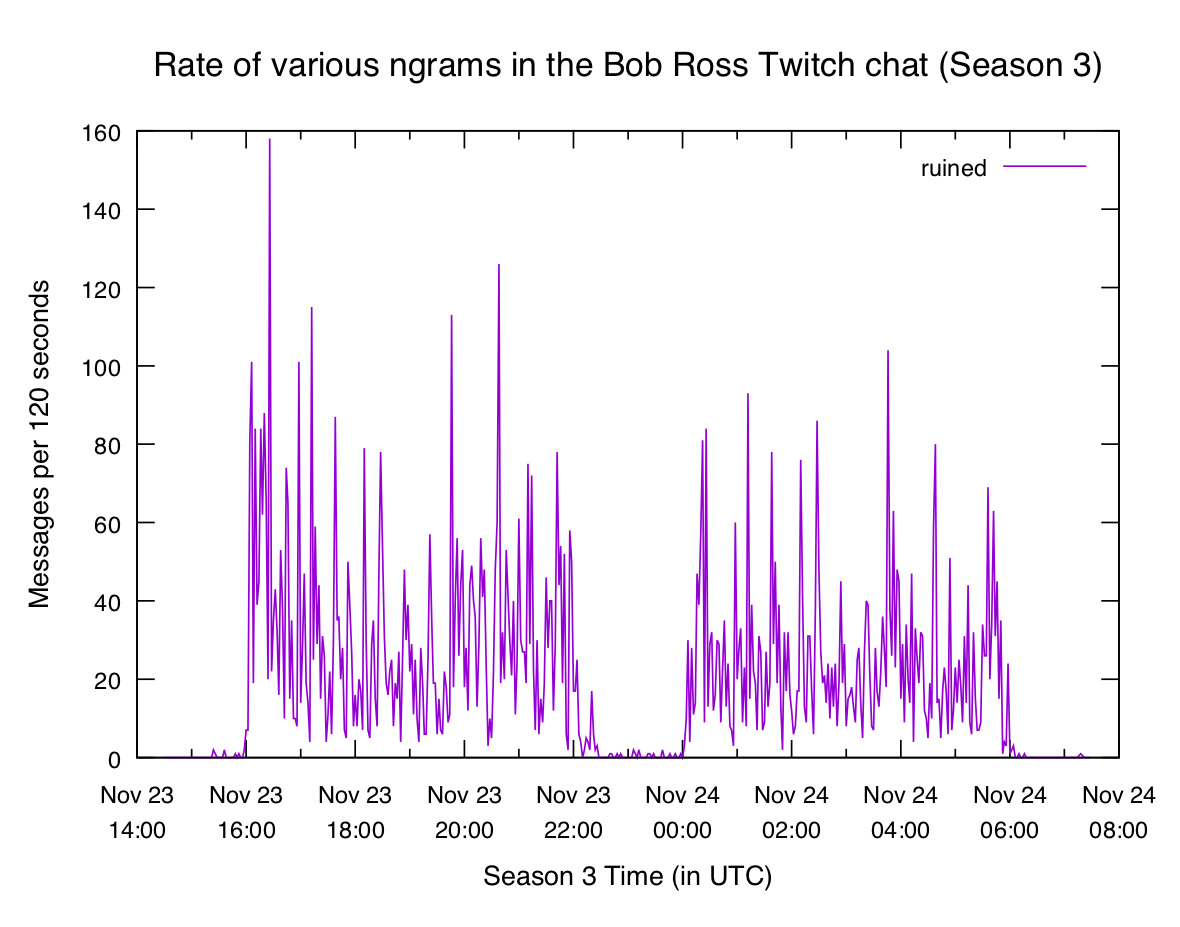 Rate of various ngrams in the Bob Ross Twitch chat (Season 3)
ruined
160
140
120
100
80
60
40
20
0
Messages per 120 seconds
Nov 23 Nov 23 Nov 23 Nov 23 Nov 23 Nov 24 Nov 24 Nov 24 Nov 24 Nov 24
14:00 16:00 18:00 20:00 22:00 00:00 02:00 04:00 06:00 08:00
Season 3 Time (in UTC)